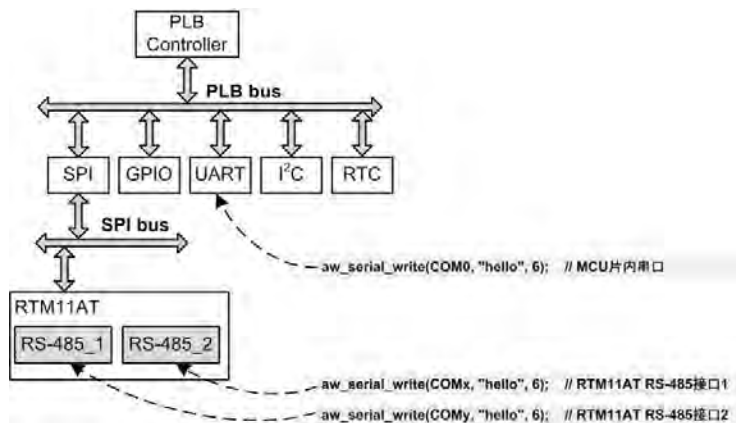 PLB
Controller
PLB bus
SPI
GPIO
UART
I²C
RTC
SPI bus
aw_serial_write(COM0, "hello", 6); // MCU片内串口
RTM11AT
RS-485_1
RS-485_2
aw_serial_write(COMx, "hello", 6); // RTM11AT RS-485接口1
aw_serial_write(COMy, "hello", 6); // RTM11AT RS-485接口2